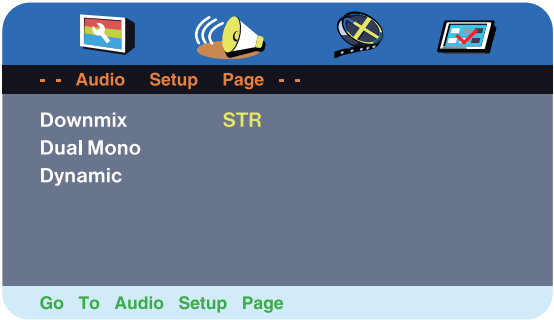 - - Audio Setup Page - -
Downmix STR
Dual Mono
Dynamic
Go To Audio Setup Page